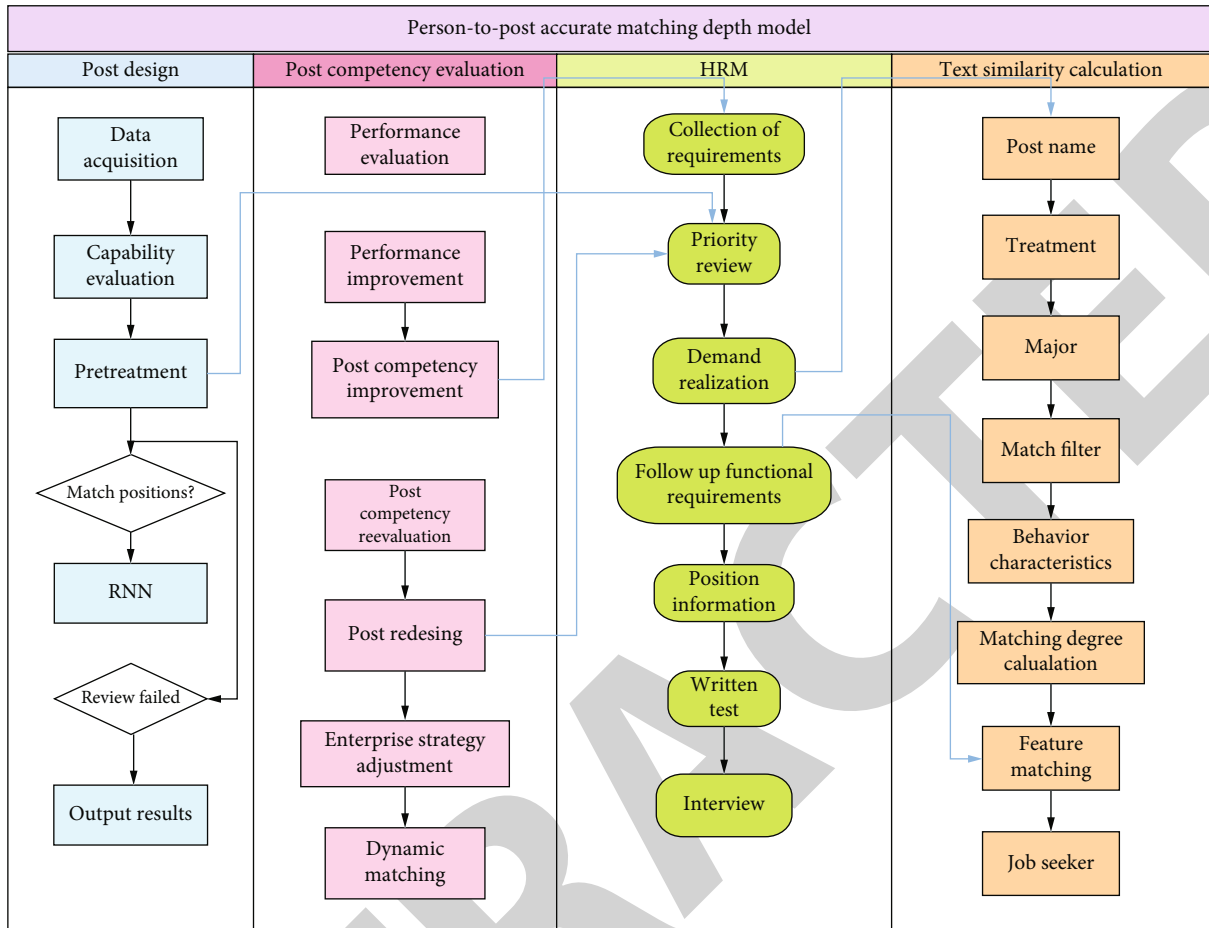 Person-to-post accurate matching depth model
Post design
Post competency evaluation
HRM
Text similarity calculation
Data
acquisition
Capability
evaluation
Pretreatment
Match positions?
RNN
Review failed
Output results
Performance
evaluation
Performance
improvement
Post competency
improvement
Post
competency
reevaluation
Post redesing
Enterprise strategy
adjustment
Dynamic
matching
Collection of
requirements
Priority
review
Demand
realization
Follow up functional
requirements
Position
information
Written
test
Interview
Post name
Treatment
Major
Match filter
Behavior
characteristics
Matching degree
calualation
Feature
matching
Job seeker